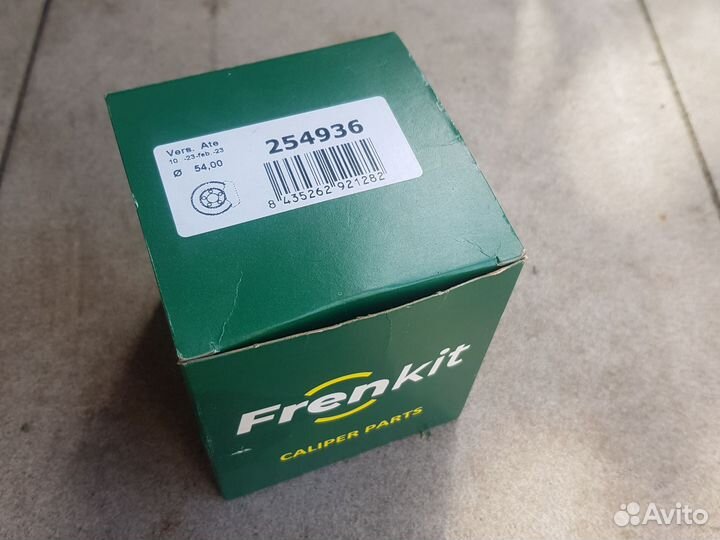 Vers. Ate
10 -23-feb.-23
Ø 54,00
254936
8 435262 921282
Frenkit
CALIPER PARTS
Avito